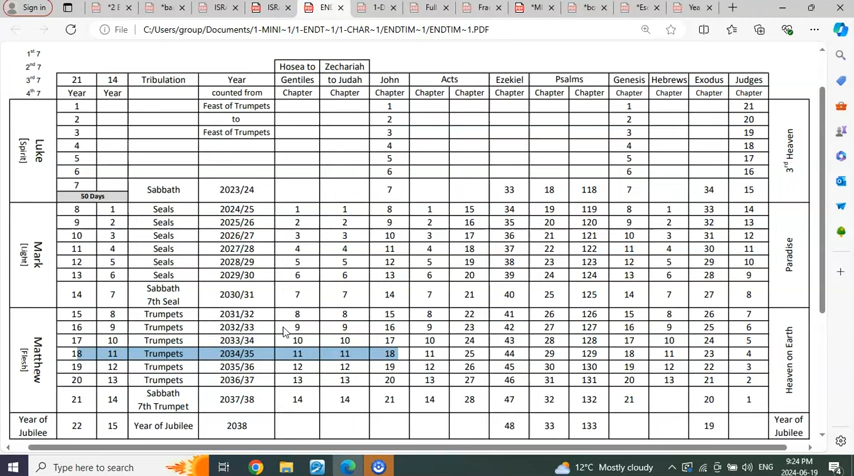 Sign in
*2 E
*ba
ISRA
ISRA
EN
1-D
Full
Fra
*M
*bo
*Es
Yea
File C:/Users/group/Documents/1-MINI~1/1-ENDT~1/1-CHAR~1/ENDTIM~1/ENDTIM~1.PDF
1st 7
2nd 7 Hosea to Zechariah
3rd 7 21 14 Tribulation Year Gentiles to Judah John Acts Ezekiel Psalms Genesis Hebrews Exodus Judges
4th 7 Year Year counted from Chapter Chapter Chapter Chapter Chapter Chapter Chapter Chapter Chapter Chapter Chapter Chapter
1 Feast of Trumpets 1 1 21
2 to 2 2 20
3 Feast of Trumpets 3 3 19
4 4 4 18
5 5 5 17
6 6 6 16
7 Sabbath 2023/24 7 33 18 118 7 34 15
50 Days
Luke
[Spirit]
3rd Heaven
8 1 Seals 2024/25 1 1 8 1 15 34 19 119 8 1 33 14
9 2 Seals 2025/26 2 2 9 2 16 35 20 120 9 2 32 13
10 3 Seals 2026/27 3 3 10 3 17 36 21 121 10 3 31 12
11 4 Seals 2027/28 4 4 11 4 18 37 22 122 11 4 30 11
12 5 Seals 2028/29 5 5 12 5 19 38 23 123 12 5 29 10
13 6 Seals 2029/30 6 6 13 6 20 39 24 124 13 6 28 9
14 7 Sabbath 2030/31 7 7 14 7 21 40 25 125 14 7 27 8
7th Seal
Mark
[Light]
Paradise
15 8 Trumpets 2031/32 8 8 15 8 22 41 26 126 15 8 26 7
16 9 Trumpets 2032/33 9 9 16 9 23 42 27 127 16 9 25 6
17 10 Trumpets 2033/34 10 10 17 10 24 43 28 128 17 10 24 5
18 11 Trumpets 2034/35 11 11 18 11 25 44 29 129 18 11 23 4
19 12 Trumpets 2035/36 12 12 19 12 26 45 30 130 19 12 22 3
20 13 Trumpets 2036/37 13 13 20 13 27 46 31 131 20 13 21 2
21 14 Sabbath 2037/38 14 14 21 14 28 47 32 132 21 20 1
7th Trumpet
Matthew
[Flesh]
Heaven on Earth
Year of Jubilee 22 15 Year of Jubilee 2038 48 33 133 19 Year of Jubilee
Type here to search
12°C Mostly cloudy
9:24 PM
2024-06-19